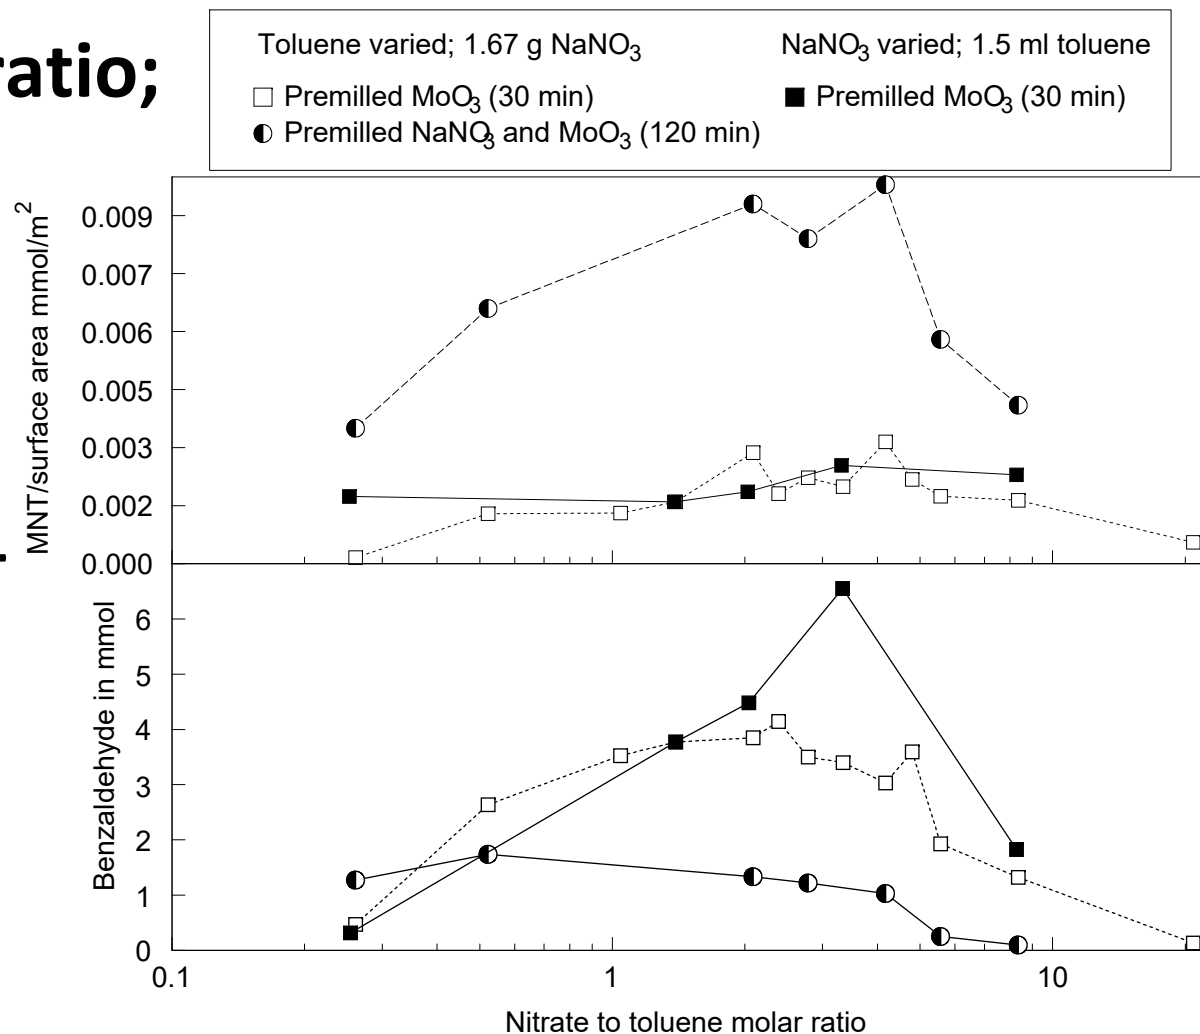 ratio;
Toluene varied; 1.67 g NaNO3 NaNO3 varied; 1.5 ml toluene
Premilled MoO3 (30 min) Premilled MoO3 (30 min)
Premilled NaNO3 and MoO3 (120 min)
MNT/surface area mmol/m2
0.009
0.007
0.006
0.005
0.003
0.002
0.000
Benzaldehyde in mmol
6
5
4
3
2
1
0
0.1 1 10
Nitrate to toluene molar ratio